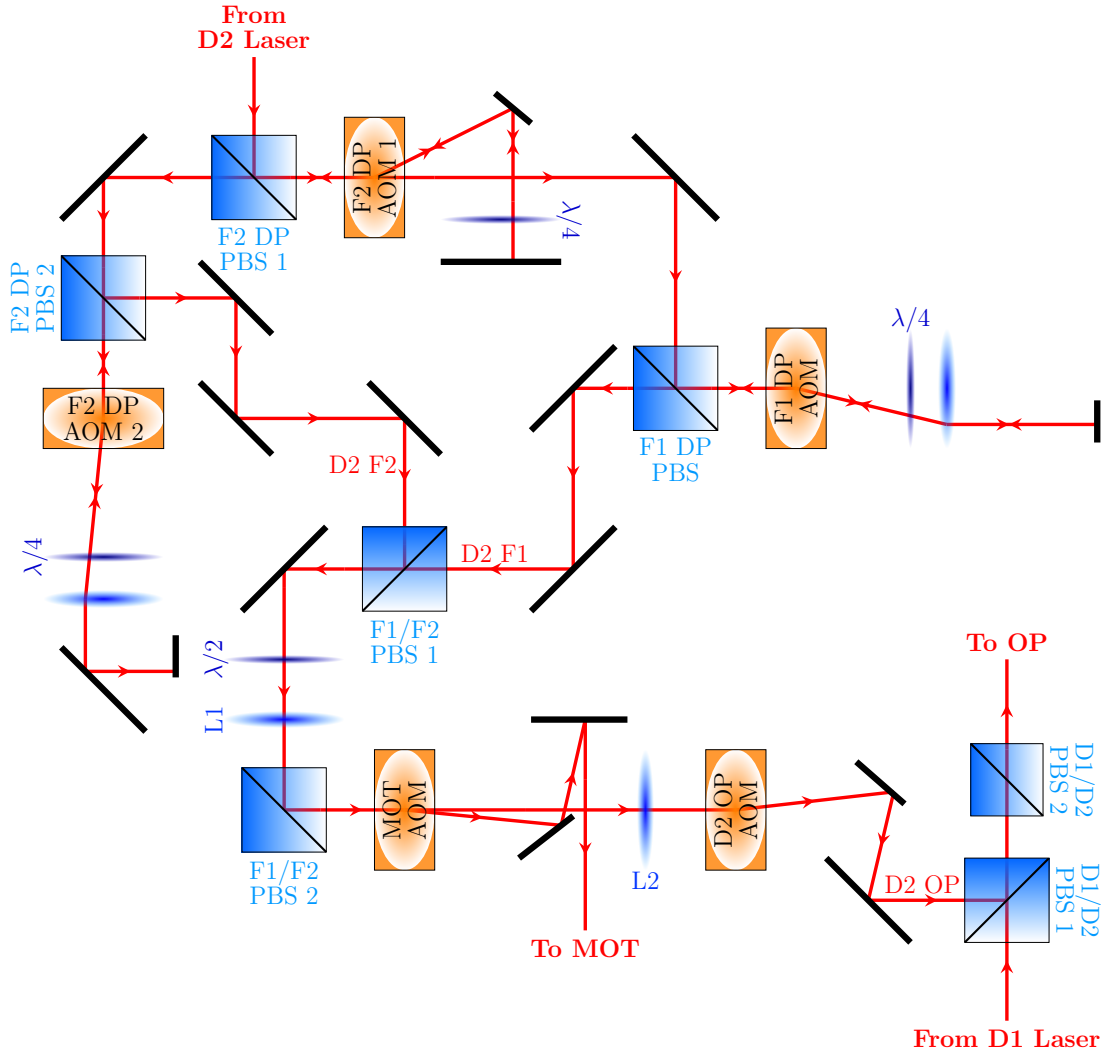 From
D2 Laser
F2 DP
AOM 1
λ/4
F2 DP
PBS 1
F2 DP
PBS 2
λ/4
F1 DP
AOM
F2 DP
AOM 2
F1 DP
PBS
D2 F2
D2 F1
λ/4
F1/F2
PBS 1
λ/2
To OP
L1
D1/D2
PBS 2
MOT
AOM
D2 OP
AOM
F1/F2
PBS 2
L2
D2 OP
D1/D2
PBS 1
To MOT
From D1 Laser